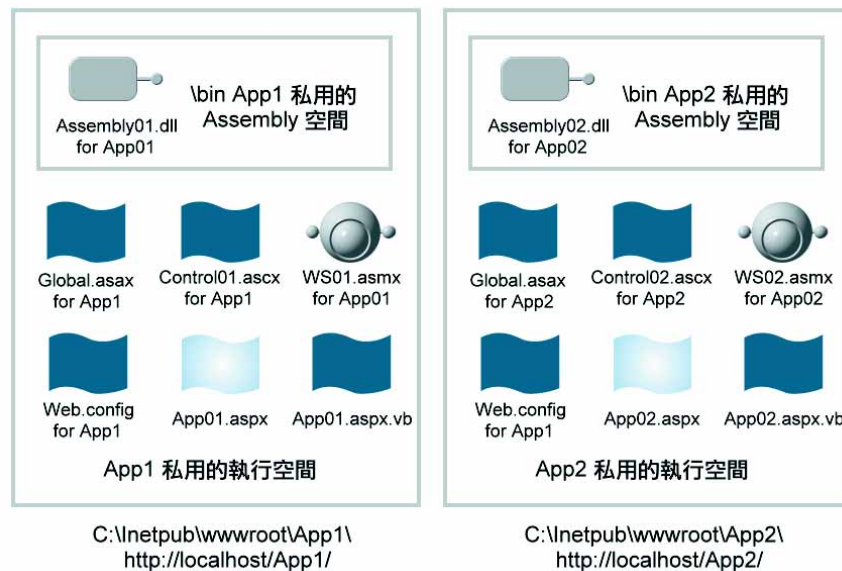 \bin App1 私用的
Assembly 空間
Assembly01.dll
for App01
Global.asax
for App1
Control01.ascx
for App1
WS01.asmx
for App01
Web.config
for App1
App01.aspx
App01.aspx.vb
App1 私用的執行空間
C:\Inetpub\wwwroot\App1\
http://localhost/App1/
\bin App2 私用的
Assembly 空間
Assembly02.dll
for App02
Global.asax
for App2
Control02.ascx
for App2
WS02.asmx
for App02
Web.config
for App1
App02.aspx
App02.aspx.vb
App2 私用的執行空間
C:\Inetpub\wwwroot\App2\
http://localhost/App2/